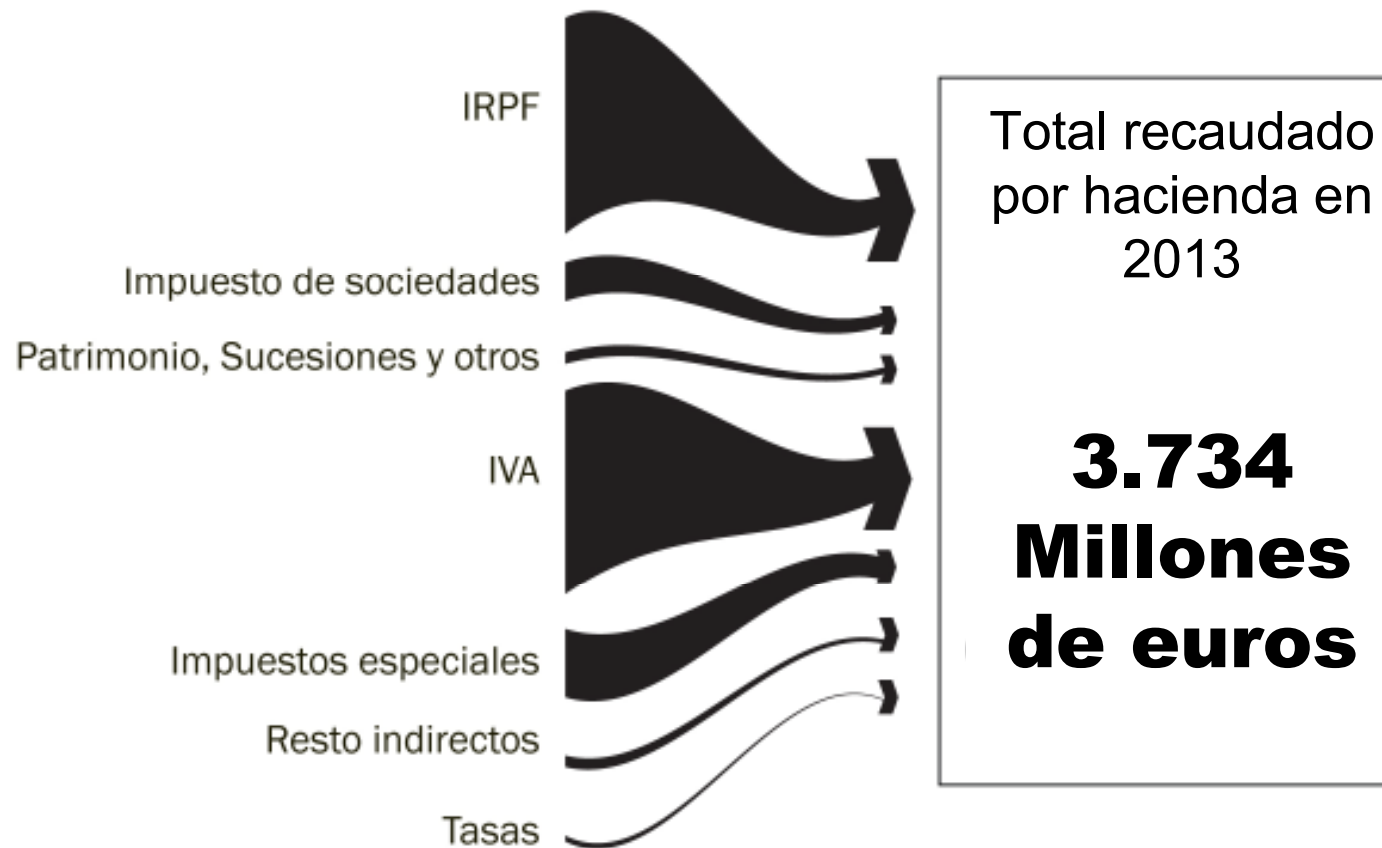 IRPF
Impuesto de sociedades
Patrimonio, Sucesiones y otros
IVA
Impuestos especiales
Resto indirectos
Tasas
Total recaudado
por hacienda en
2013
3.734
Millones
de euros